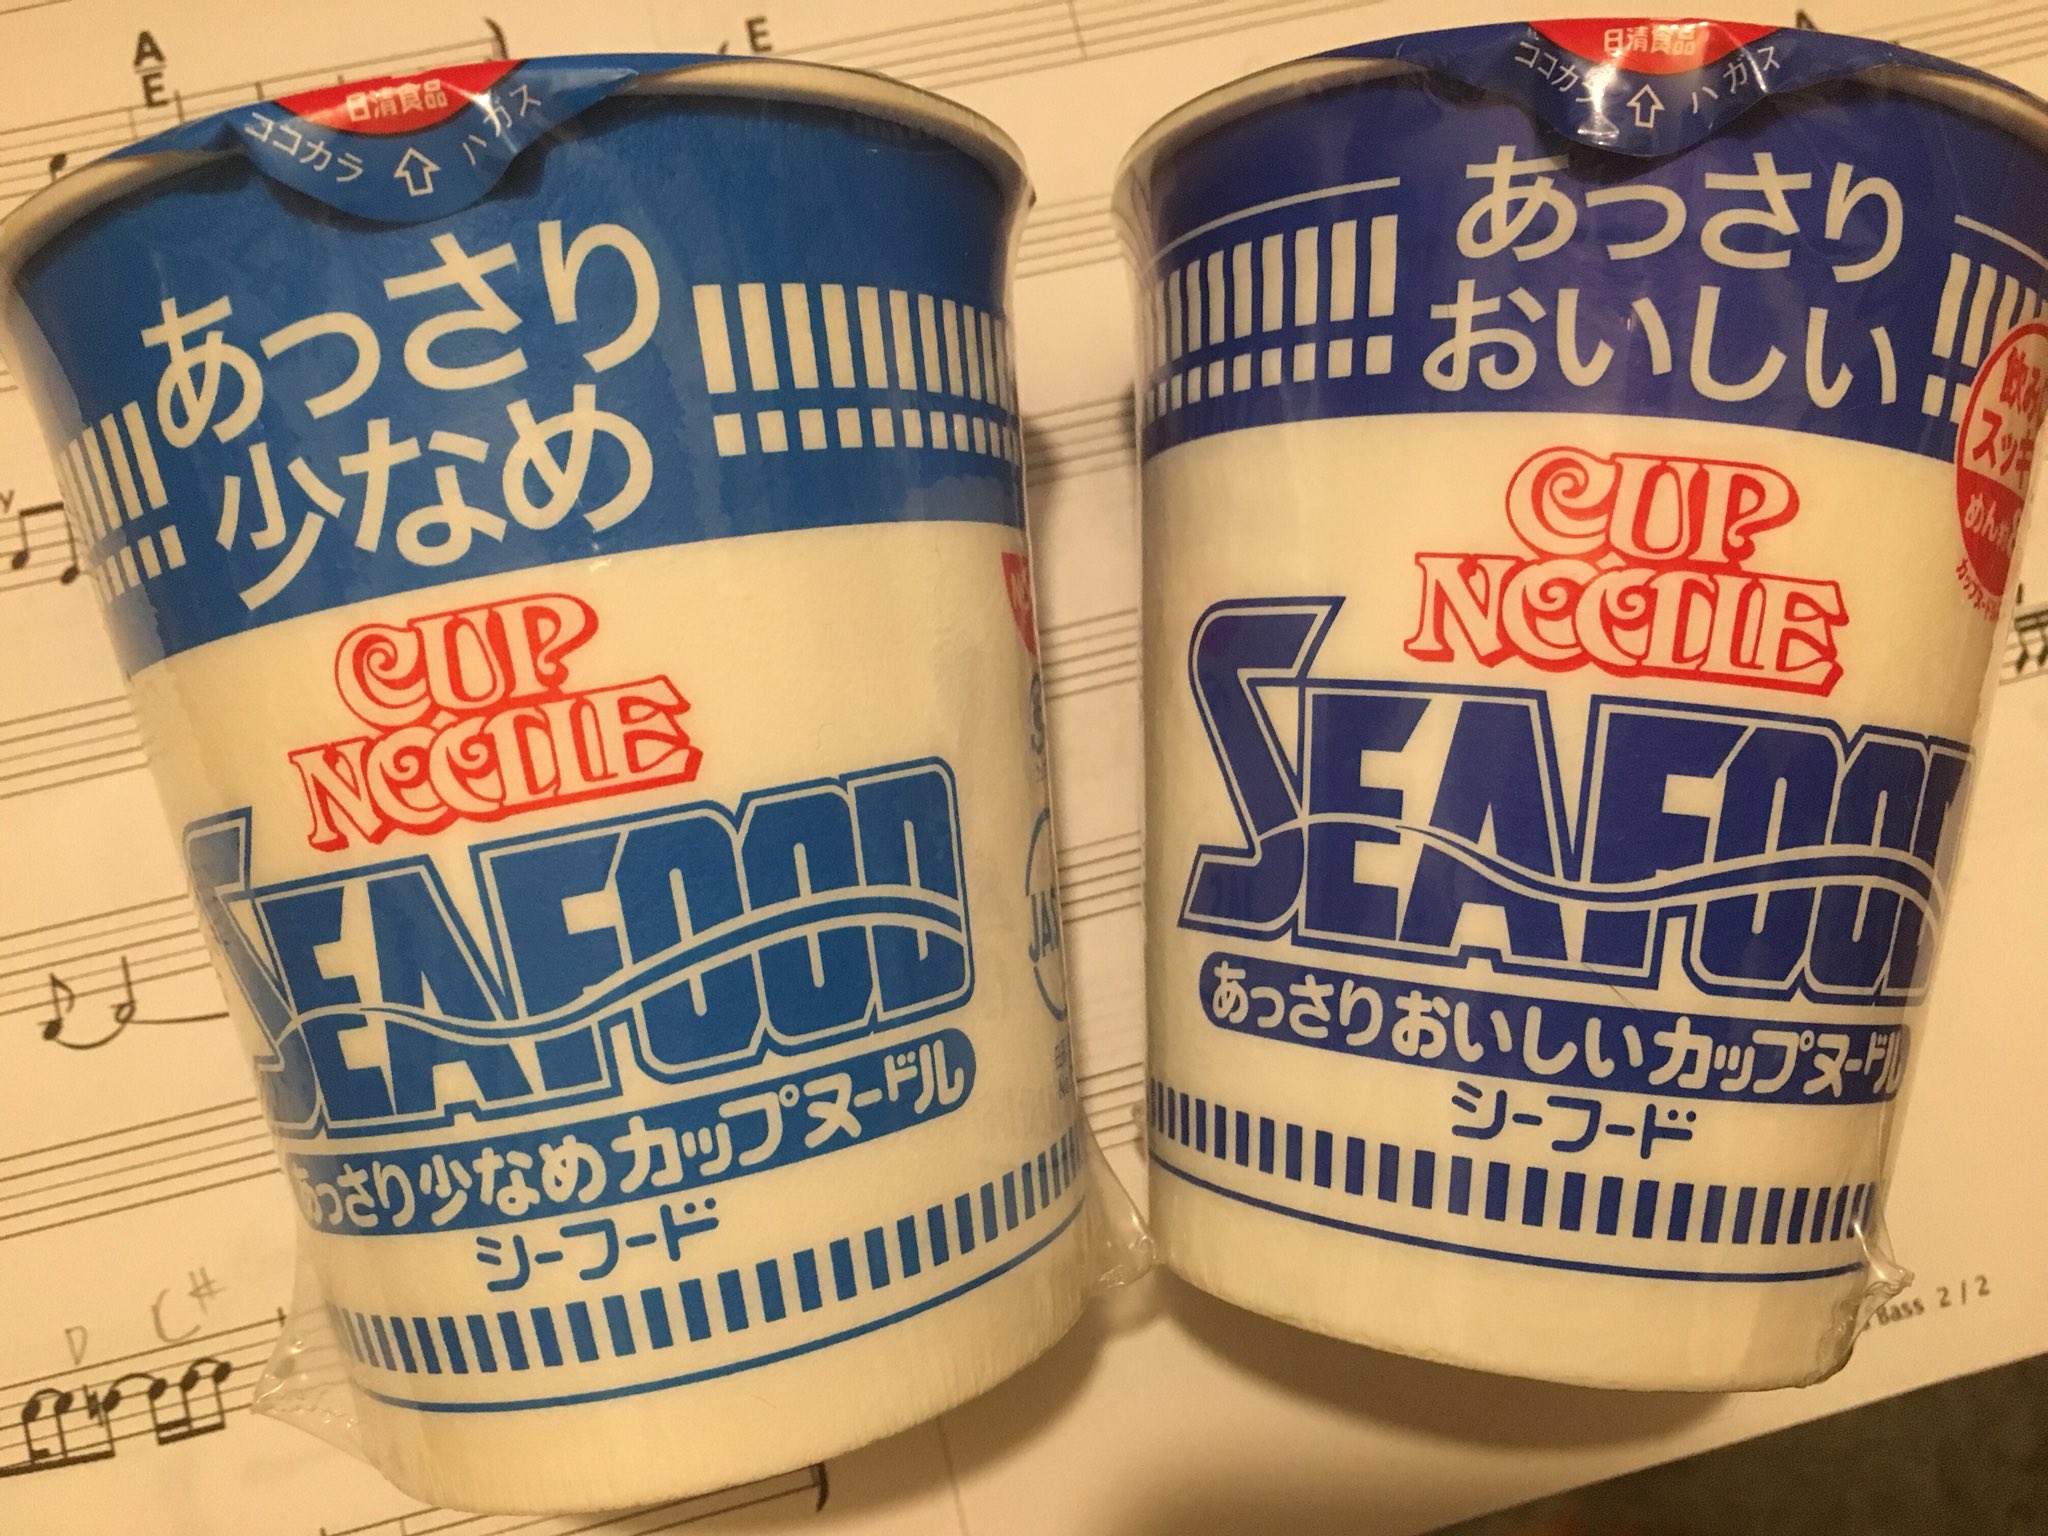 日清食品
ココカラ ハガス
あっさり
少なめ
CUP
NOODLE
SEAFOOD
あっさり少なめカップヌードル
シーフード
日清食品
ココカラ ハガス
あっさり
おいしい
CUP
NOODLE
SEAFOOD
あっさりおいしいカップヌードル
シーフード
A
E
E
D C#
Bass 2 / 2